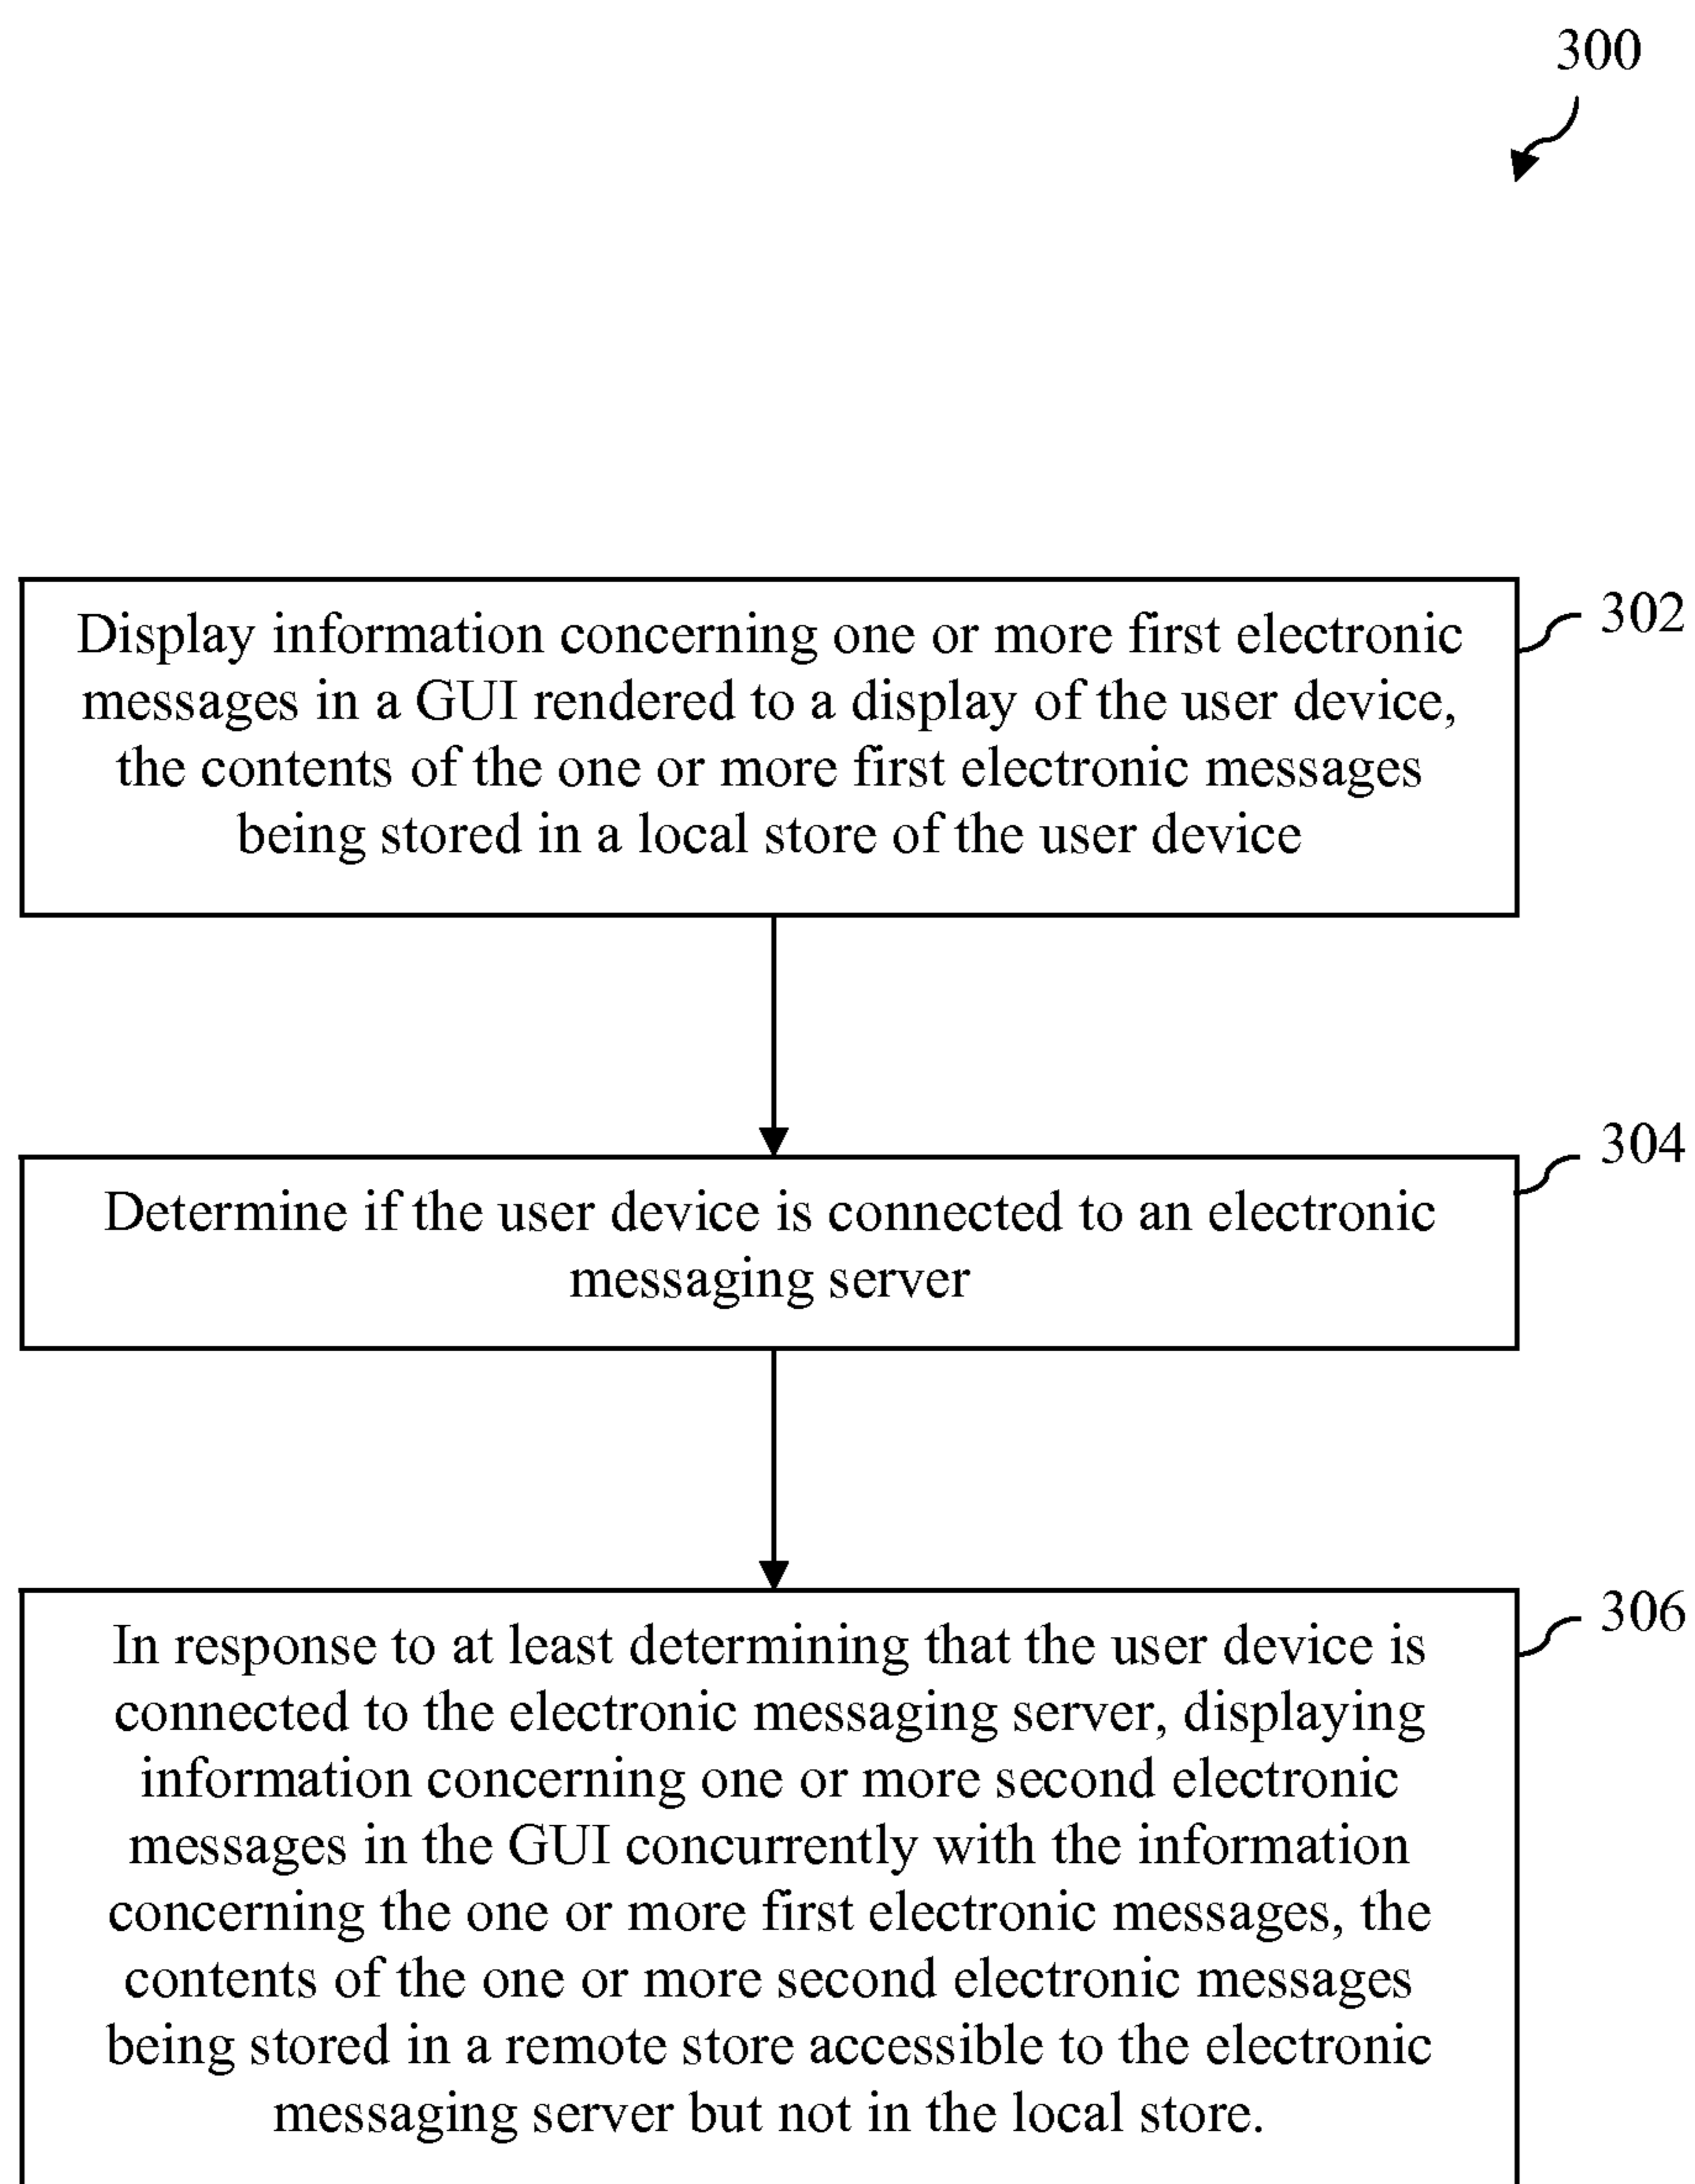 300
Display information concerning one or more first electronic
messages in a GUI rendered to a display of the user device,
the contents of the one or more first electronic messages
being stored in a local store of the user device
302
Determine if the user device is connected to an electronic
messaging server
304
In response to at least determining that the user device is
connected to the electronic messaging server, displaying
information concerning one or more second electronic
messages in the GUI concurrently with the information
concerning the one or more first electronic messages, the
contents of the one or more second electronic messages
being stored in a remote store accessible to the electronic
messaging server but not in the local store.
306